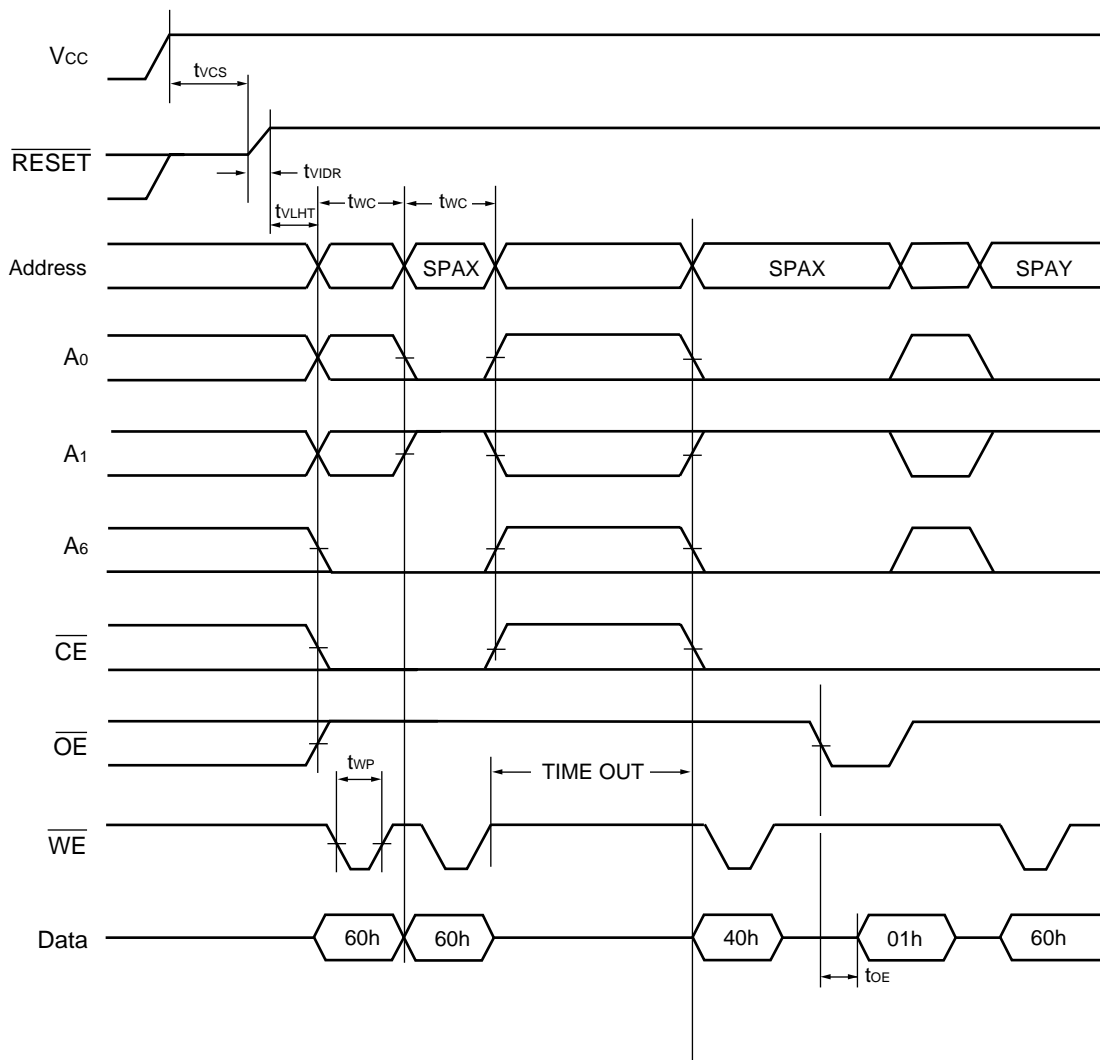 VCC
tVCS
RESET
tVIDR
tVLHT
tWC
tWC
Address
SPAX
SPAX
SPAY
A0
A1
A6
CE
OE
tWP
TIME OUT
WE
Data
60h
60h
40h
01h
60h
tOE